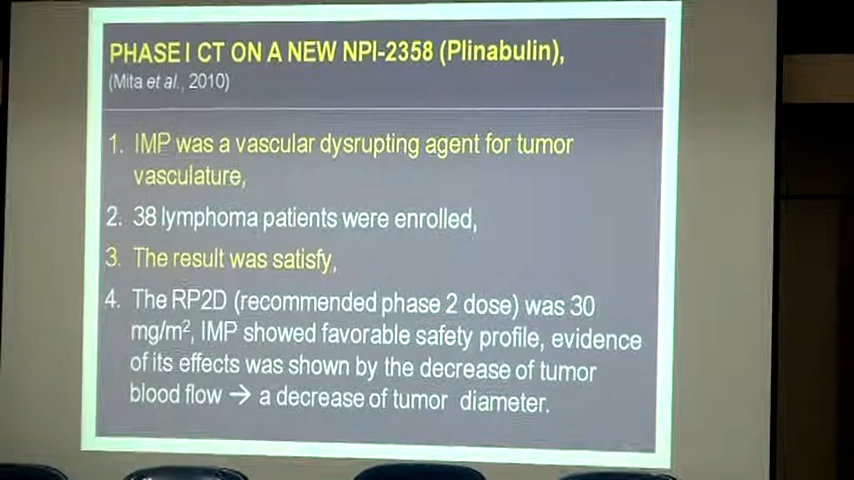 PHASE I CT ON A NEW NPI-2358 (Plinabulin),
(Mita et al., 2010)
1. IMP was a vascular dysrupting agent for tumor
vasculature,
2. 38 lymphoma patients were enrolled,
3. The result was satisfy,
4. The RP2D (recommended phase 2 dose) was 30
mg/m², IMP showed favorable safety profile, evidence
of its effects was shown by the decrease of tumor
blood flow → a decrease of tumor diameter.